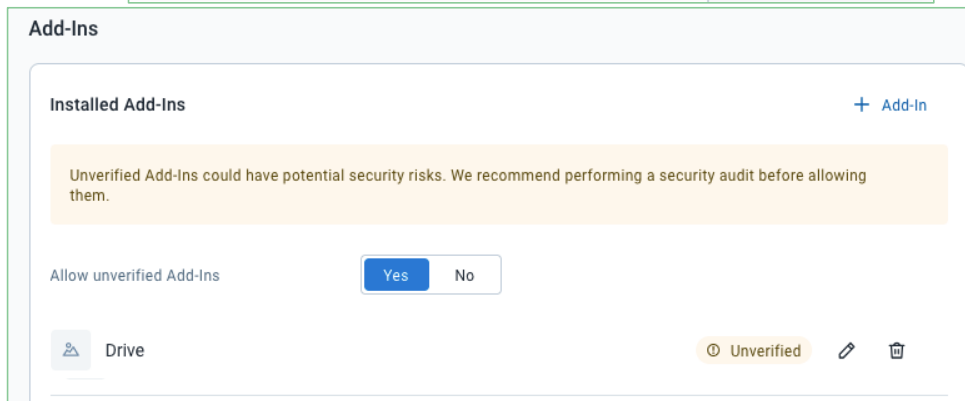 Add-Ins
Installed Add-Ins
+ Add-In
Unverified Add-Ins could have potential security risks. We recommend performing a security audit before allowing
them.
Allow unverified Add-Ins
Yes No
Drive
Unverified